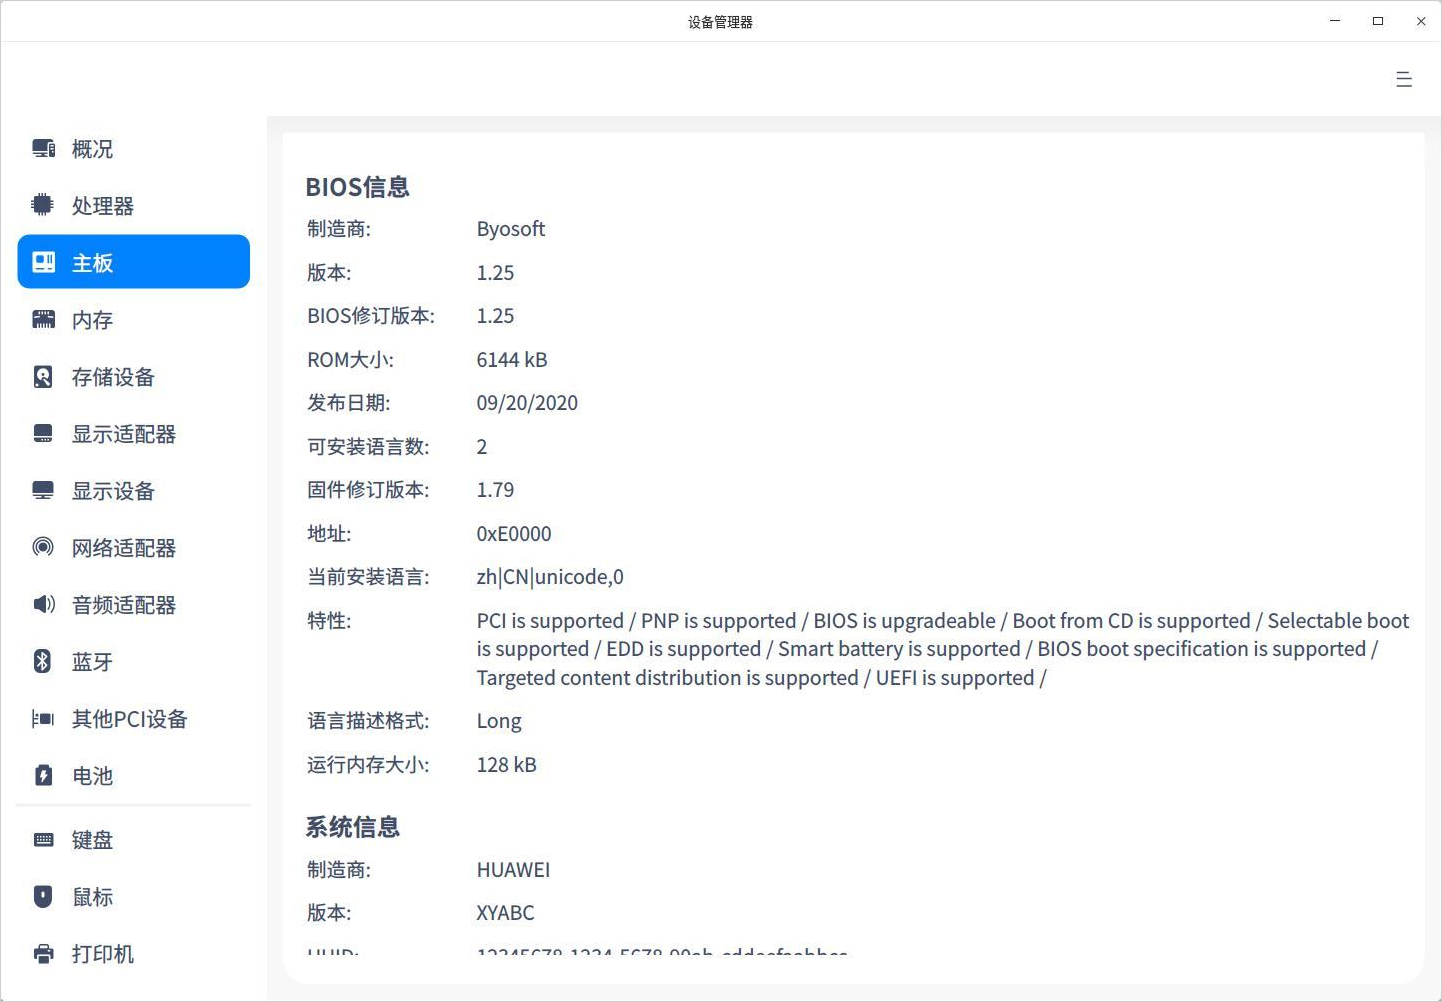 设备管理器
概况
处理器
主板
内存
存储设备
显示适配器
显示设备
网络适配器
音频适配器
蓝牙
其他PCI设备
电池
键盘
鼠标
打印机
BIOS信息
制造商: Byosoft
版本: 1.25
BIOS修订版本: 1.25
ROM大小: 6144 kB
发布日期: 09/20/2020
可安装语言数: 2
固件修订版本: 1.79
地址: 0xE0000
当前安装语言: zh|CN|unicode,0
特性: PCI is supported / PNP is supported / BIOS is upgradeable / Boot from CD is supported / Selectable boot
is supported / EDD is supported / Smart battery is supported / BIOS boot specification is supported /
Targeted content distribution is supported / UEFI is supported /
语言描述格式: Long
运行内存大小: 128 kB
系统信息
制造商: HUAWEI
版本: XYABC
UUID: